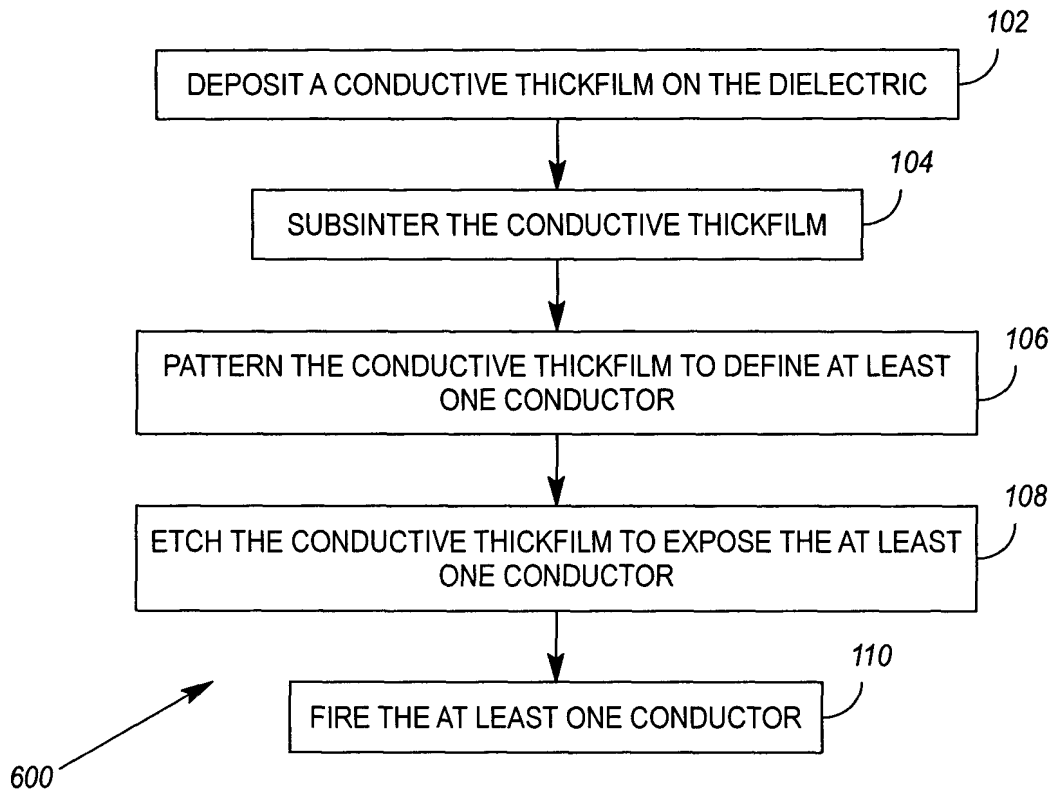 102
DEPOSIT A CONDUCTIVE THICKFILM ON THE DIELECTRIC
104
SUBSINTER THE CONDUCTIVE THICKFILM
106
PATTERN THE CONDUCTIVE THICKFILM TO DEFINE AT LEAST
ONE CONDUCTOR
108
ETCH THE CONDUCTIVE THICKFILM TO EXPOSE THE AT LEAST
ONE CONDUCTOR
110
FIRE THE AT LEAST ONE CONDUCTOR
600